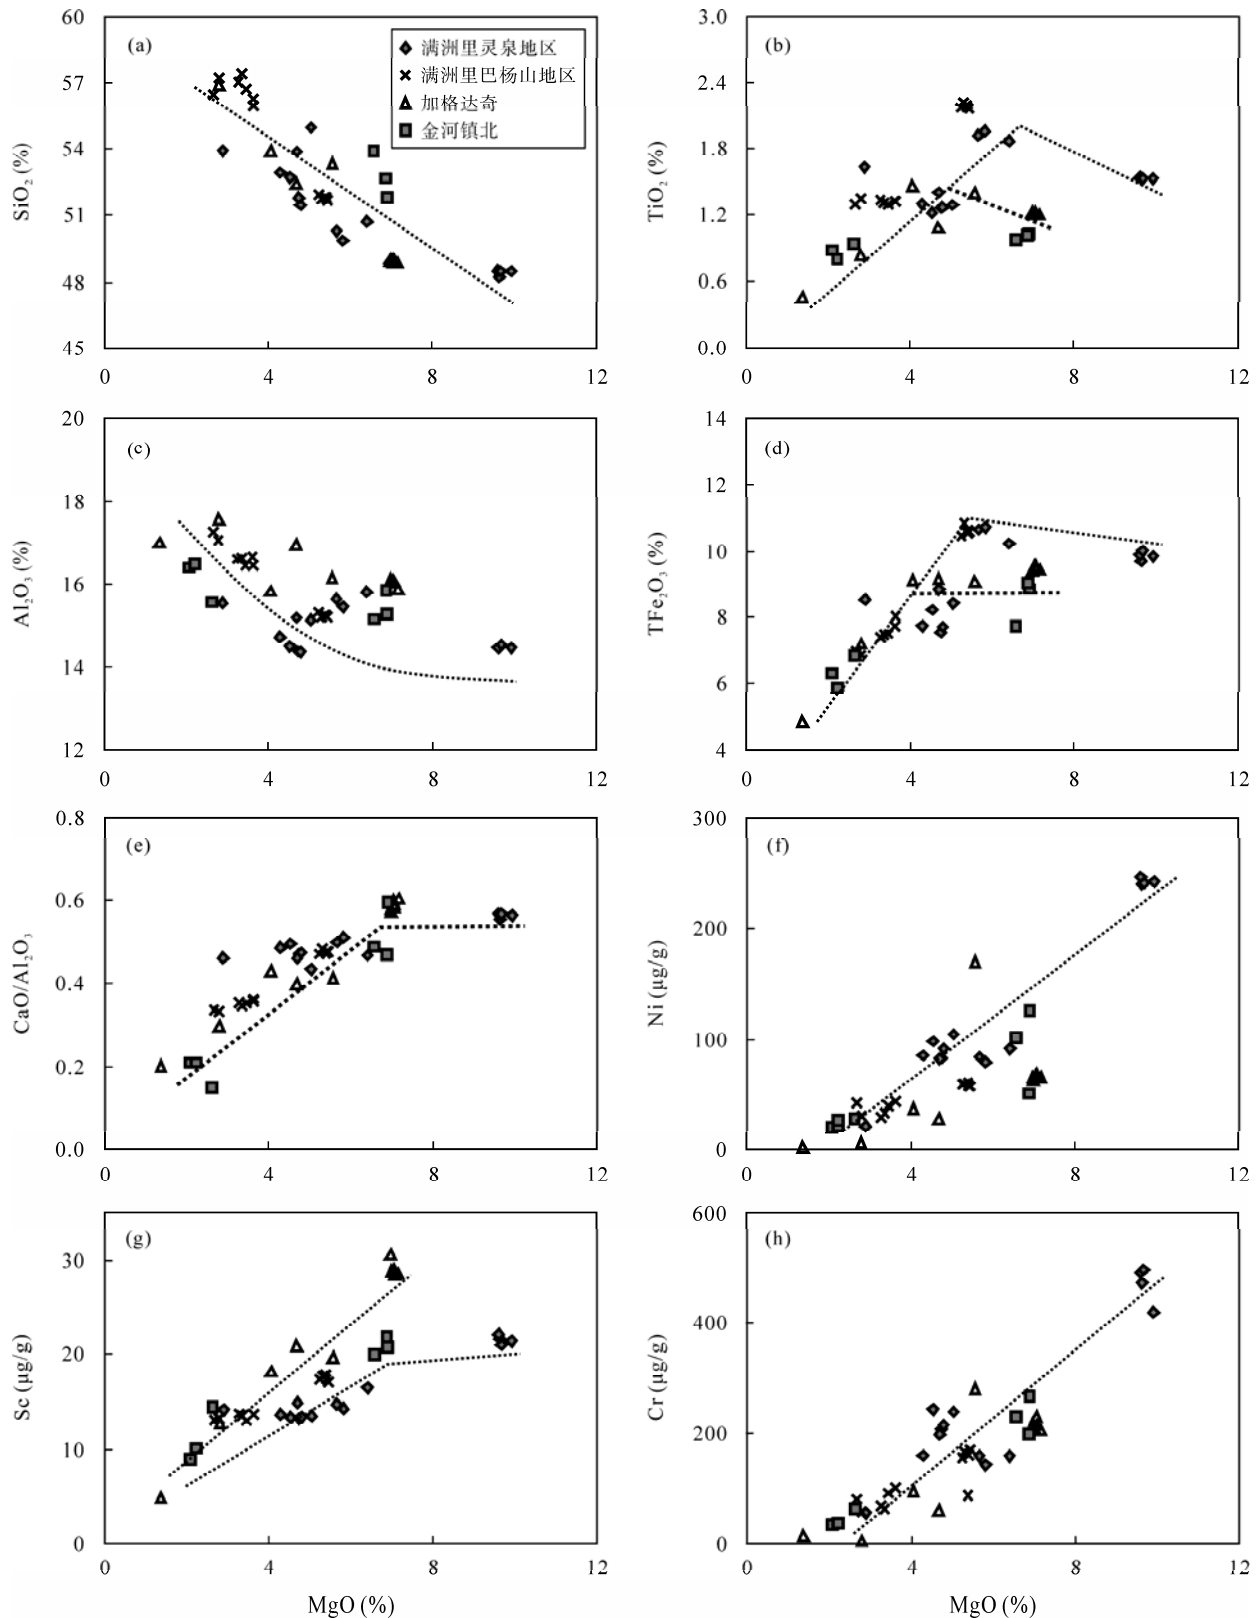 (a)
60
57
54
51
48
45
SiO₂ (%)
0 4 8 12
满洲里灵泉地区
满洲里巴杨山地区
加格达奇
金河镇北
(b)
3.0
2.4
1.8
1.2
0.6
0.0
TiO₂ (%)
0 4 8 12
(c)
20
18
16
14
12
Al₂O₃ (%)
0 4 8 12
(d)
14
12
10
8
6
4
TFe₂O₃ (%)
0 4 8 12
(e)
0.8
0.6
0.4
0.2
0.0
CaO/Al₂O₃
0 4 8 12
(f)
300
200
100
0
Ni (μg/g)
0 4 8 12
(g)
30
20
10
0
Sc (μg/g)
0 4 8 12
MgO (%)
(h)
600
400
200
0
Cr (μg/g)
0 4 8 12
MgO (%)